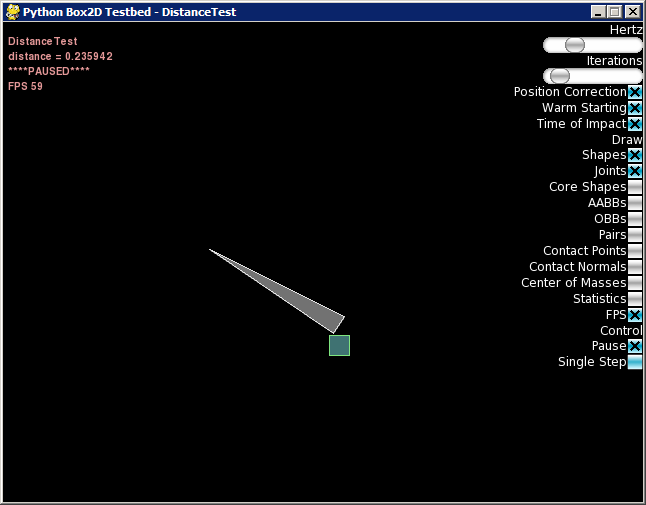 Python Box2D Testbed - DistanceTest
DistanceTest
distance = 0.235942
****PAUSED****
FPS 59
Hertz
Iterations
Position Correction
Warm Starting
Time of Impact
Draw
Shapes
Joints
Core Shapes
AABBs
OBBs
Pairs
Contact Points
Contact Normals
Center of Masses
Statistics
FPS
Control
Pause
Single Step